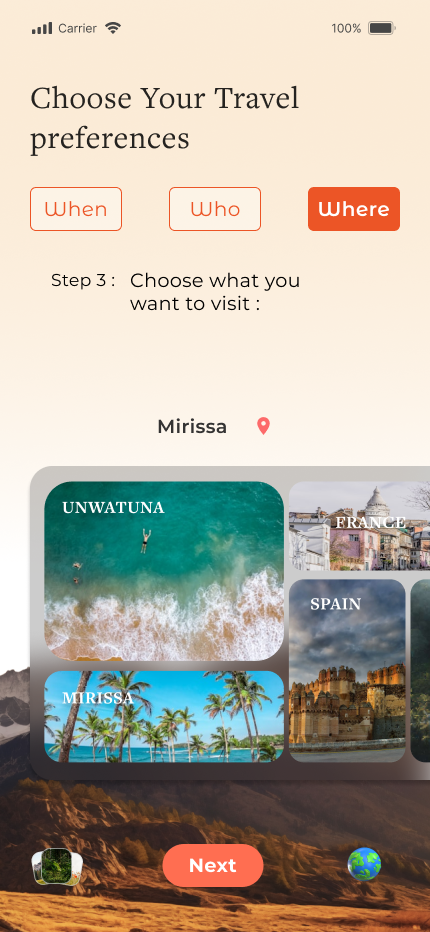 Carrier 100%
Choose Your Travel
preferences
When Who Where
Step 3 : Choose what you
want to visit :
Mirissa
UNWATUNA
FRANCE
SPAIN
MIRISSA
Next